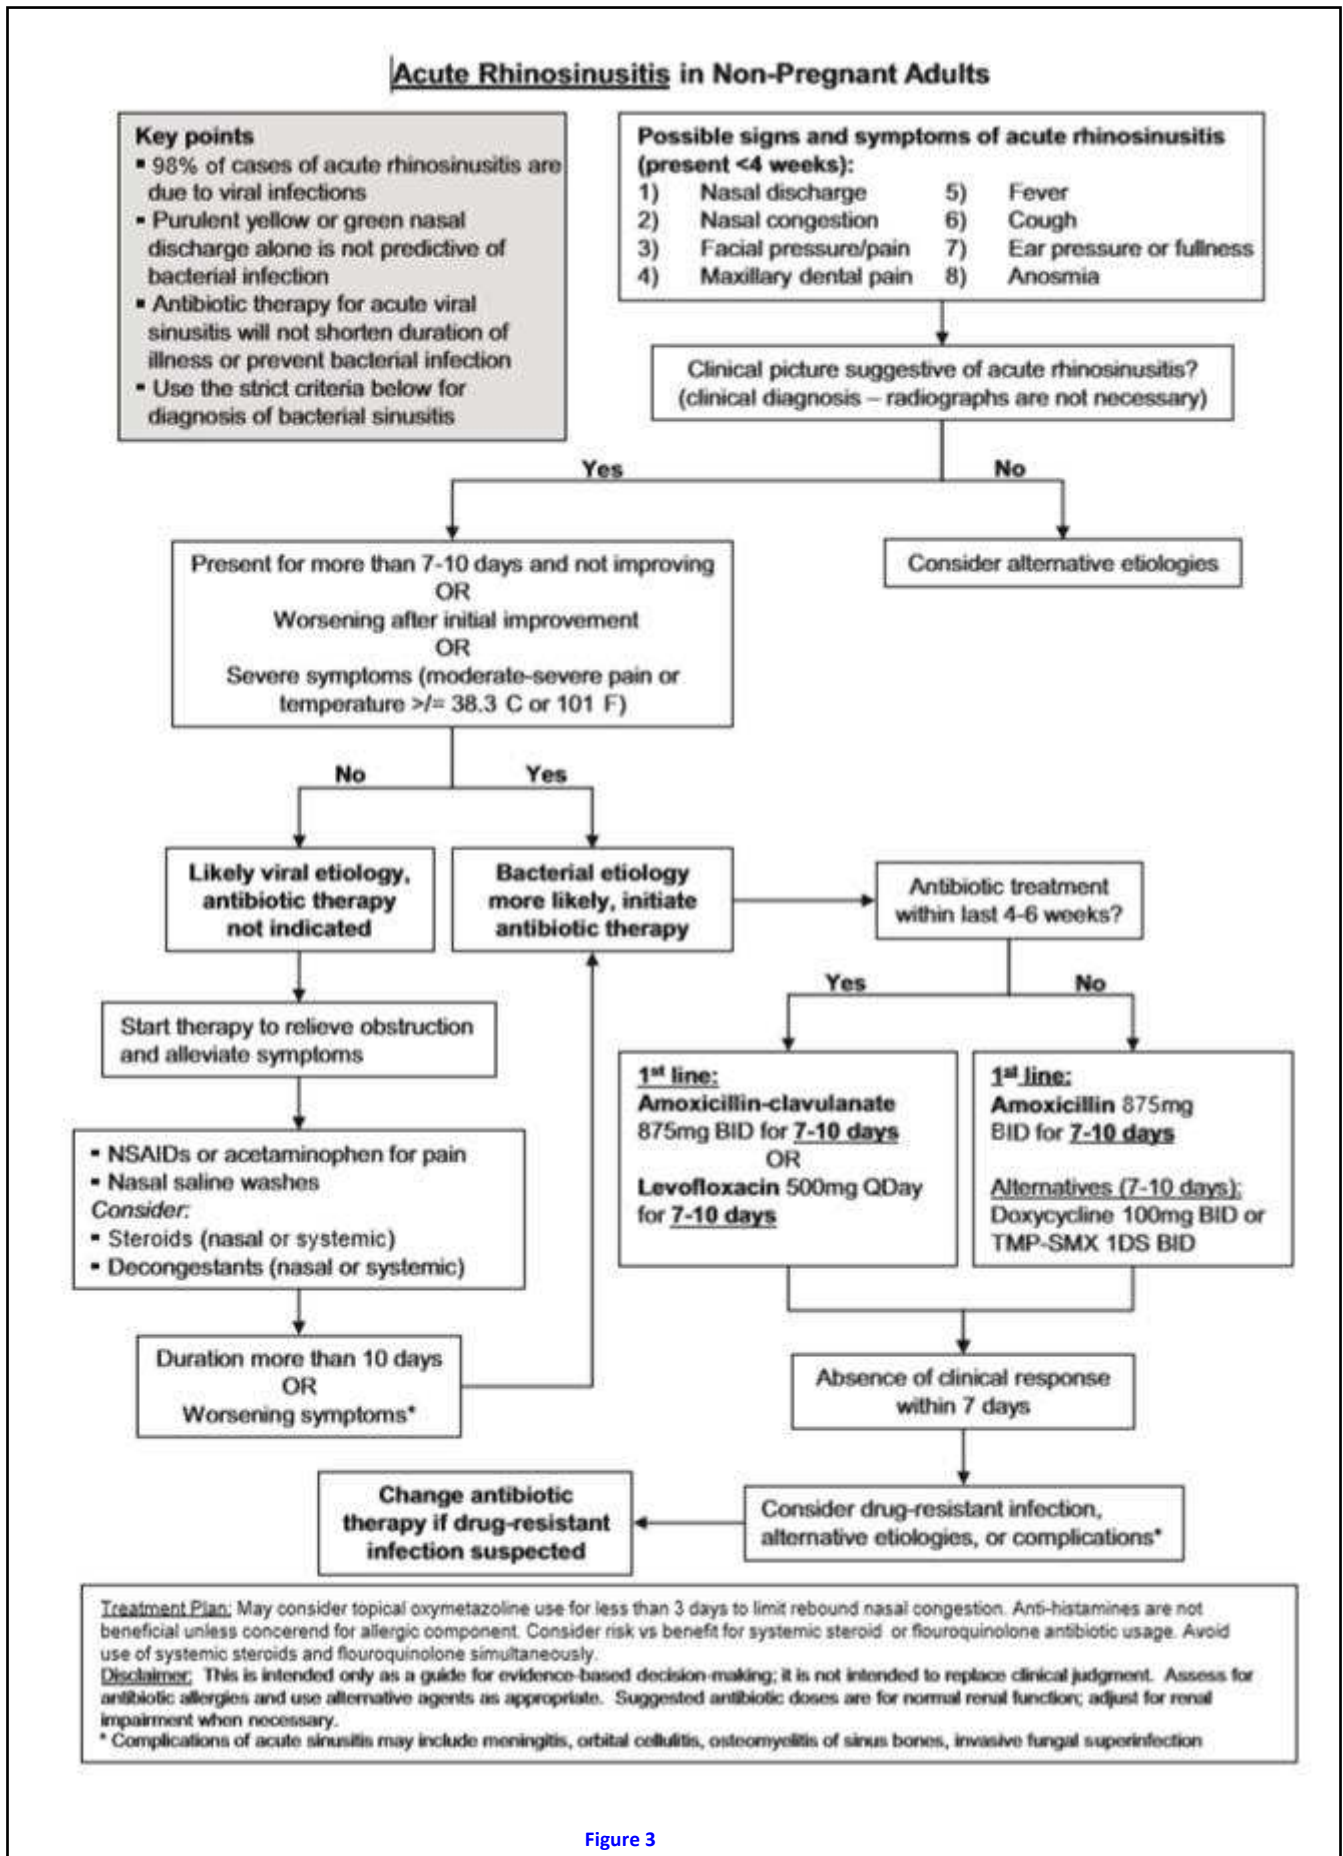 Acute Rhinosinusitis in Non-Pregnant Adults
Key points
▪ 98% of cases of acute rhinosinusitis are
due to viral infections
▪ Purulent yellow or green nasal
discharge alone is not predictive of
bacterial infection
▪ Antibiotic therapy for acute viral
sinusitis will not shorten duration of
illness or prevent bacterial infection
▪ Use the strict criteria below for
diagnosis of bacterial sinusitis
Possible signs and symptoms of acute rhinosinusitis
(present <4 weeks):
1) Nasal discharge 5) Fever
2) Nasal congestion 6) Cough
3) Facial pressure/pain 7) Ear pressure or fullness
4) Maxillary dental pain 8) Anosmia
Clinical picture suggestive of acute rhinosinusitis?
(clinical diagnosis – radiographs are not necessary)
Yes
No
Present for more than 7-10 days and not improving
OR
Worsening after initial improvement
OR
Severe symptoms (moderate-severe pain or
temperature >/= 38.3 C or 101 F)
Consider alternative etiologies
No
Yes
Likely viral etiology,
antibiotic therapy
not indicated
Bacterial etiology
more likely, initiate
antibiotic therapy
Antibiotic treatment
within last 4-6 weeks?
Yes
No
Start therapy to relieve obstruction
and alleviate symptoms
1st line:
Amoxicillin-clavulanate
875mg BID for 7-10 days
OR
Levofloxacin 500mg QDay
for 7-10 days
1st line:
Amoxicillin 875mg
BID for 7-10 days
Alternatives (7-10 days):
Doxycycline 100mg BID or
TMP-SMX 1DS BID
▪ NSAIDs or acetaminophen for pain
▪ Nasal saline washes
Consider:
▪ Steroids (nasal or systemic)
▪ Decongestants (nasal or systemic)
Duration more than 10 days
OR
Worsening symptoms*
Absence of clinical response
within 7 days
Change antibiotic
therapy if drug-resistant
infection suspected
Consider drug-resistant infection,
alternative etiologies, or complications*
Treatment Plan: May consider topical oxymetazoline use for less than 3 days to limit rebound nasal congestion. Anti-histamines are not
beneficial unless concerend for allergic component. Consider risk vs benefit for systemic steroid or flouroquinolone antibiotic usage. Avoid
use of systemic steroids and flouroquinolone simultaneously.
Disclaimer: This is intended only as a guide for evidence-based decision-making; it is not intended to replace clinical judgment. Assess for
antibiotic allergies and use alternative agents as appropriate. Suggested antibiotic doses are for normal renal function; adjust for renal
impairment when necessary.
* Complications of acute sinusitis may include meningitis, orbital cellulitis, osteomyelitis of sinus bones, invasive fungal superinfection
Figure 3